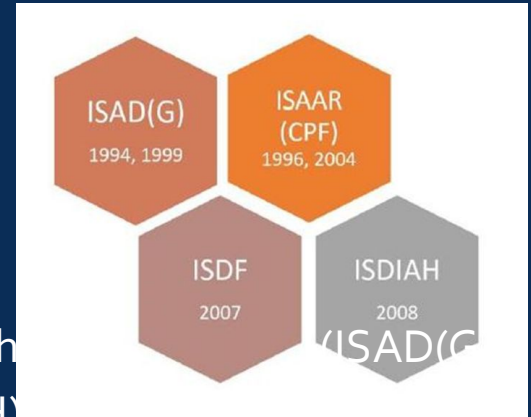 ISAD(G)
1994, 1999
ISAAR
(CPF)
1996, 2004
ISDF
2007
ISDIAH
2008
(ISAD(G